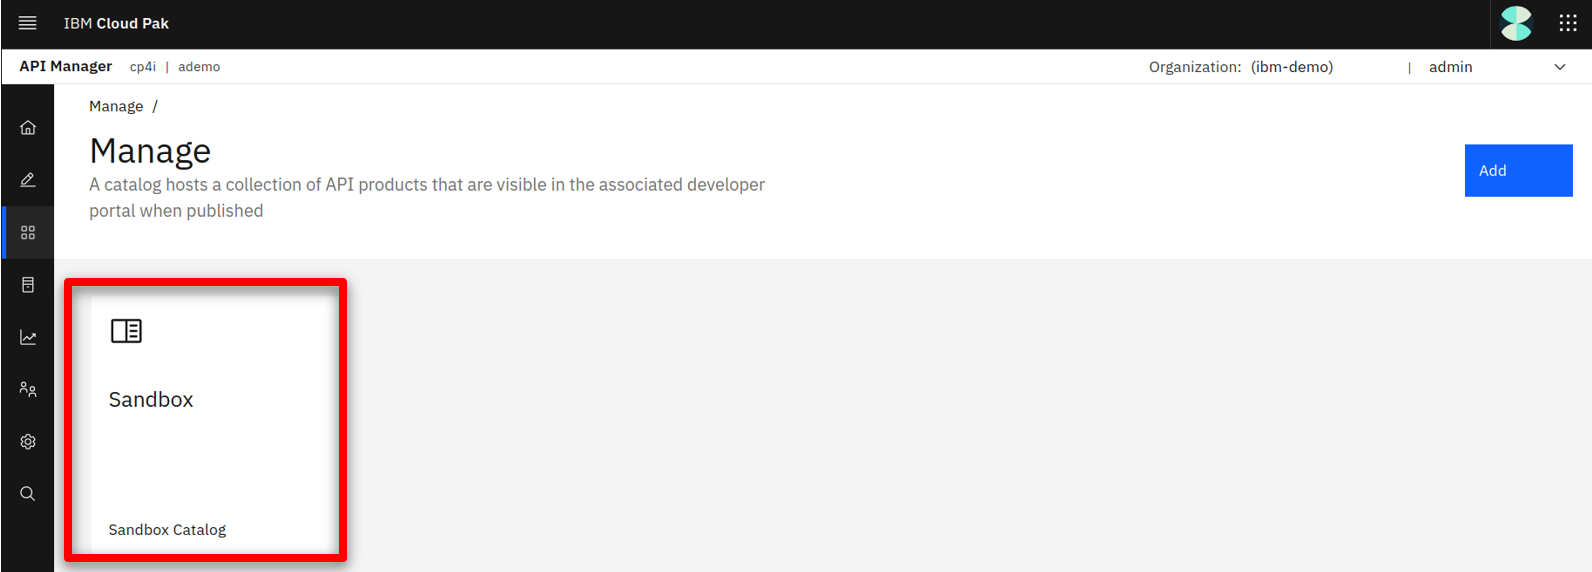 IBM Cloud Pak
API Manager cp4i | ademo Organization: (ibm-demo) | admin
Manage /
Manage
A catalog hosts a collection of API products that are visible in the associated developer
portal when published
Add
Sandbox
Sandbox Catalog